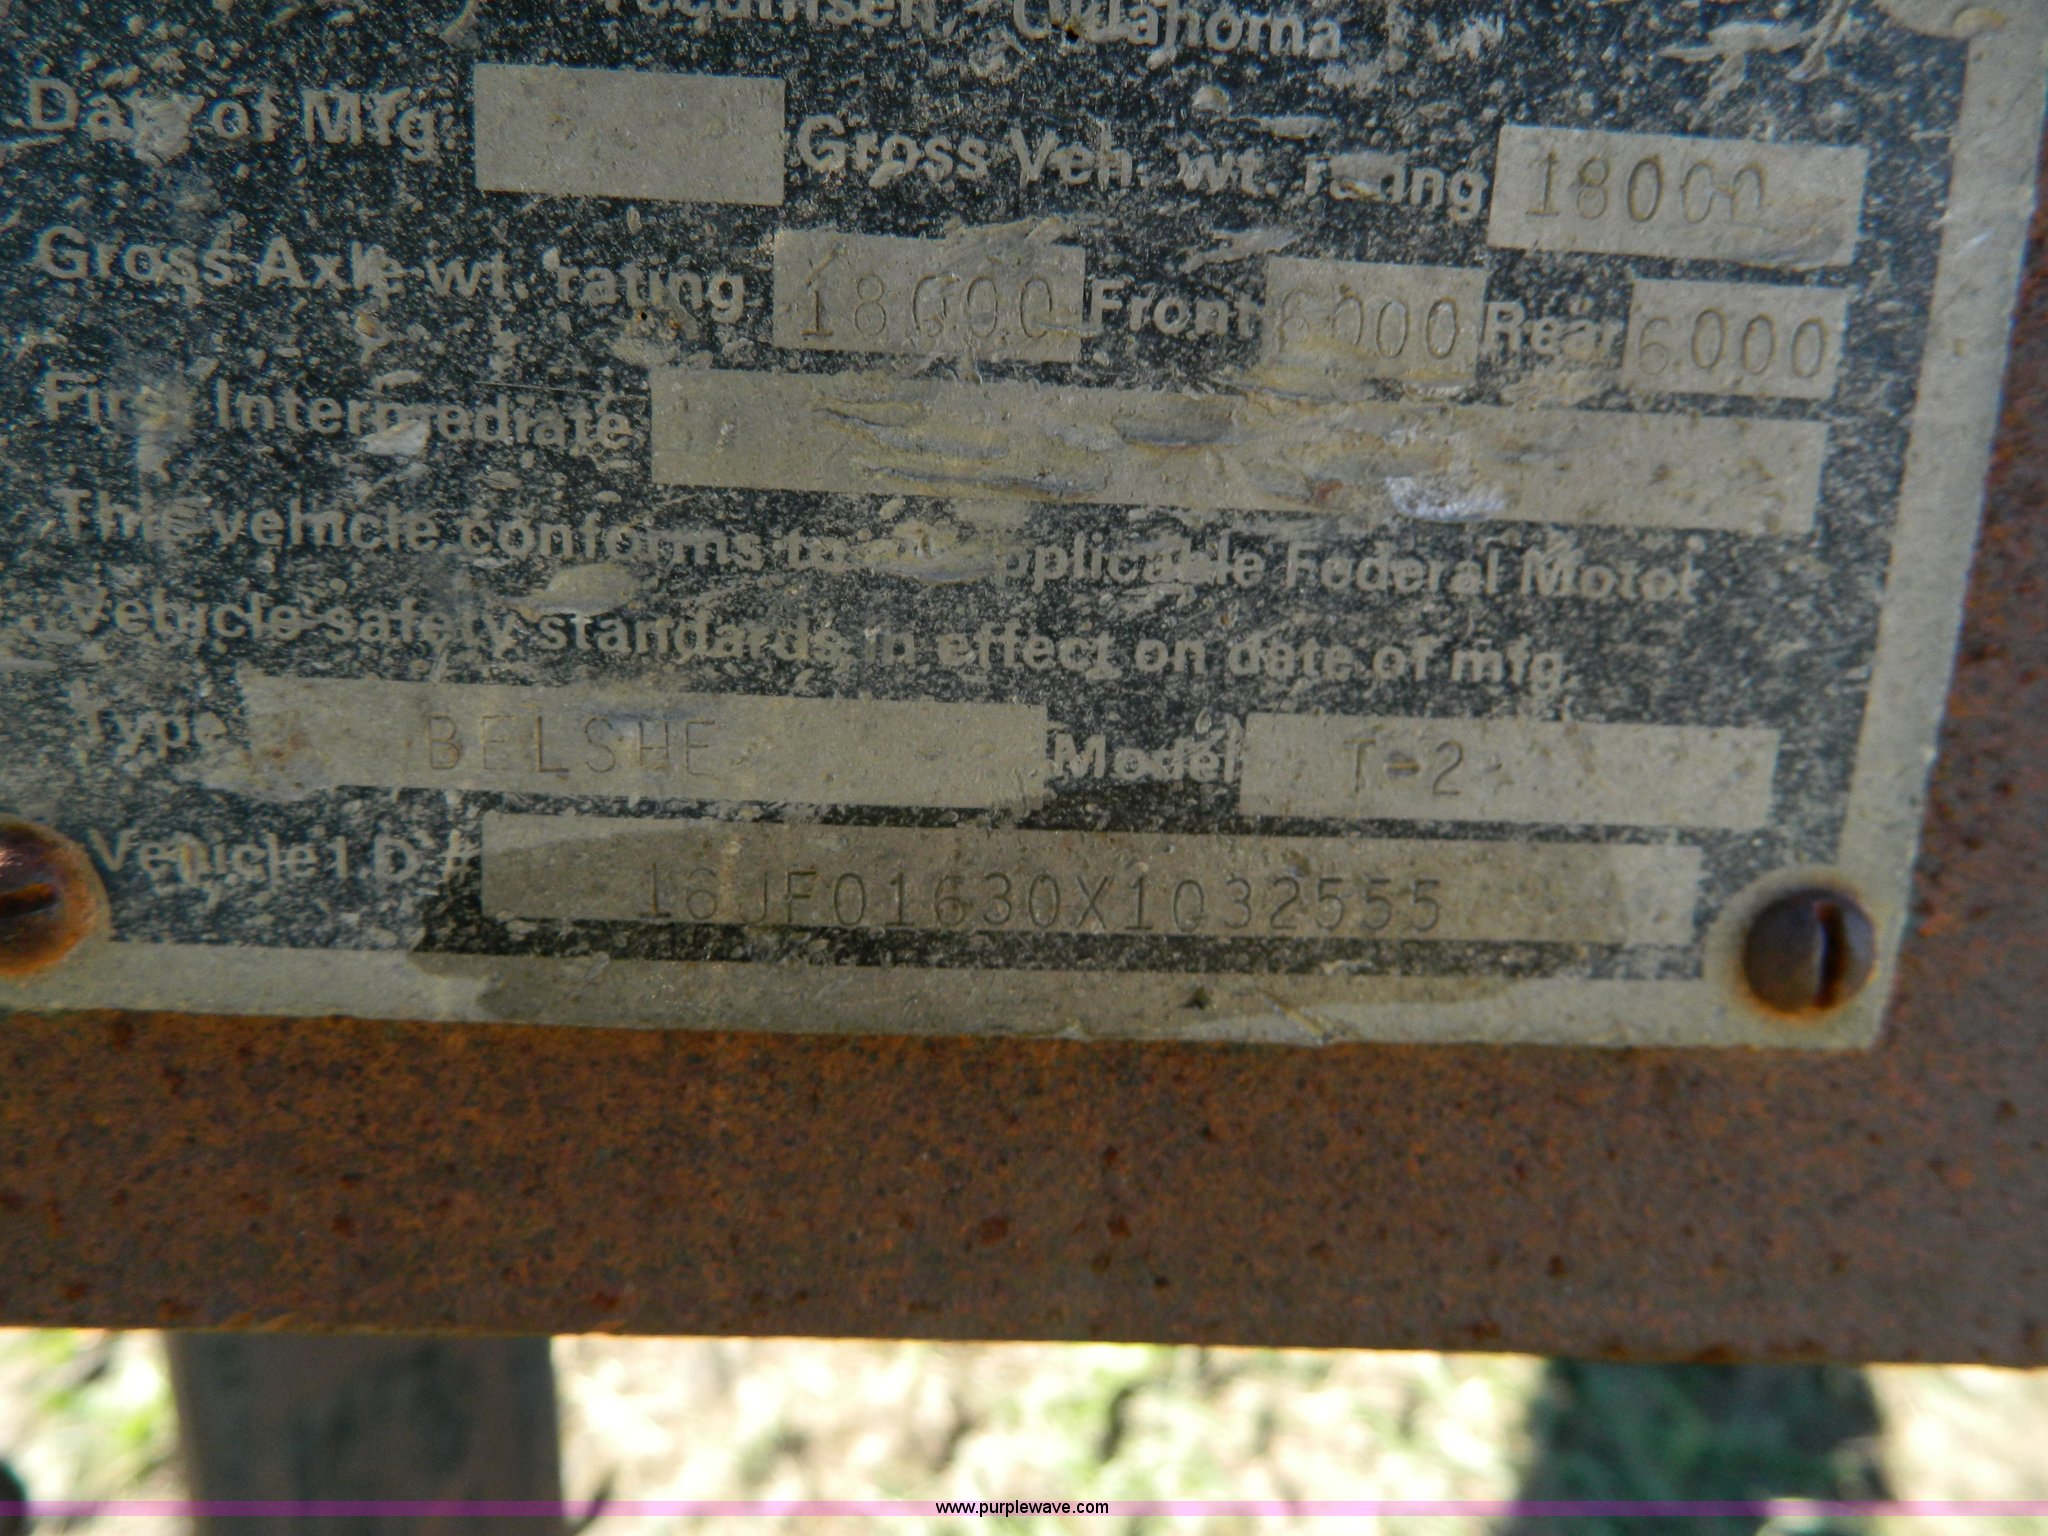 Tecumseh, Oklahoma
Date of Mfg. Gross Veh. wt. rating 18000
Gross Axle wt. rating 18000 Front 6000 Rear 6000
First Intermediate
This vehicle conforms to all applicable Federal Motor
Vehicle safety standards in effect on date of mfg.
Type BELSHE Model T-2
Vehicle I.D.# 16JF01630X1032555
www.purplewave.com